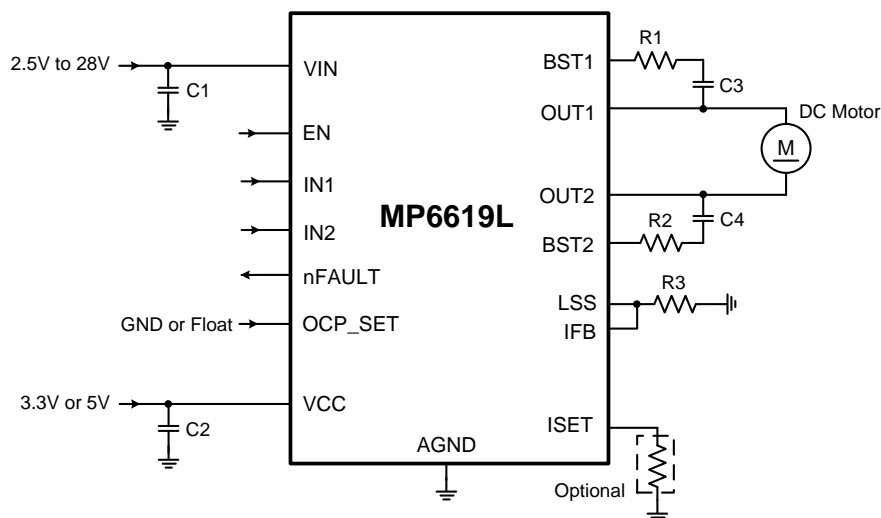 2.5V to 28V
C1
VIN
EN
IN1
IN2
nFAULT
GND or Float
OCP_SET
3.3V or 5V
C2
VCC
MP6619L
AGND
BST1
R1
C3
OUT1
DC Motor
M
OUT2
C4
R2
BST2
LSS
R3
IFB
ISET
Optional